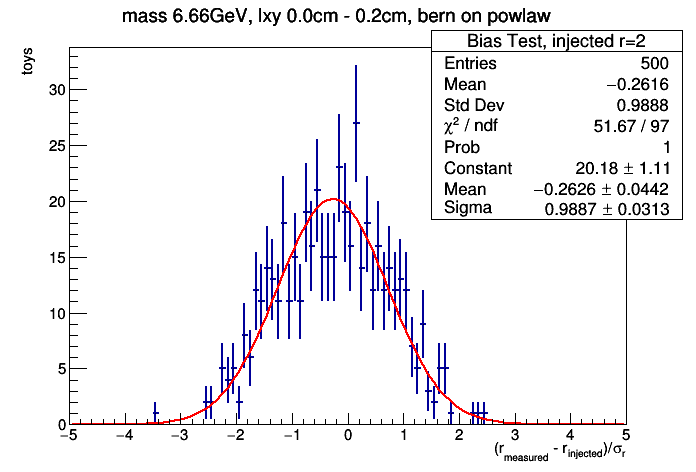 mass 6.66GeV, lxy 0.0cm - 0.2cm, bern on powlaw
Bias Test, injected r=2
Entries 500
Mean −0.2616
Std Dev 0.9888
χ² / ndf 51.67 / 97
Prob 1
Constant 20.18 ± 1.11
Mean −0.2626 ± 0.0442
Sigma 0.9887 ± 0.0313
toys
30
25
20
15
10
5
0
−5 −4 −3 −2 −1 0 1 2 3 4 5
(r_measured - r_injected)/σ_r